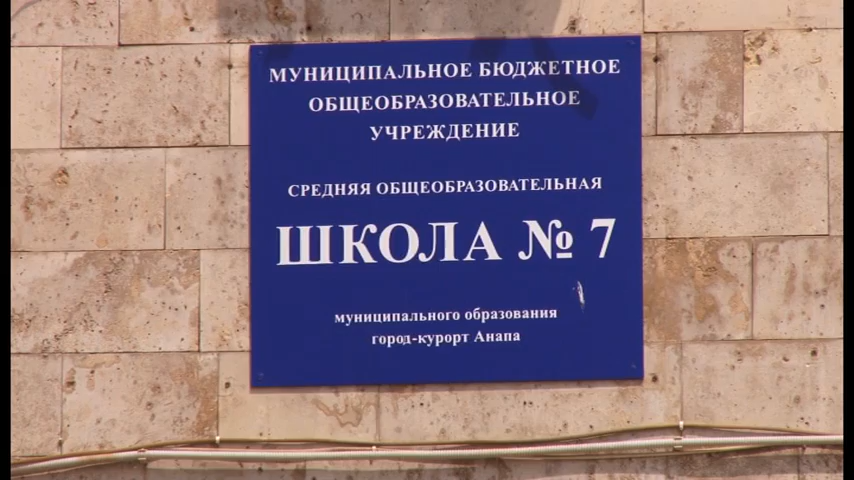 МУНИЦИПАЛЬНОЕ БЮДЖЕТНОЕ
ОБЩЕОБРАЗОВАТЕЛЬНОЕ
УЧРЕЖДЕНИЕ
СРЕДНЯЯ ОБЩЕОБРАЗОВАТЕЛЬНАЯ
ШКОЛА № 7
муниципального образования
город-курорт Анапа